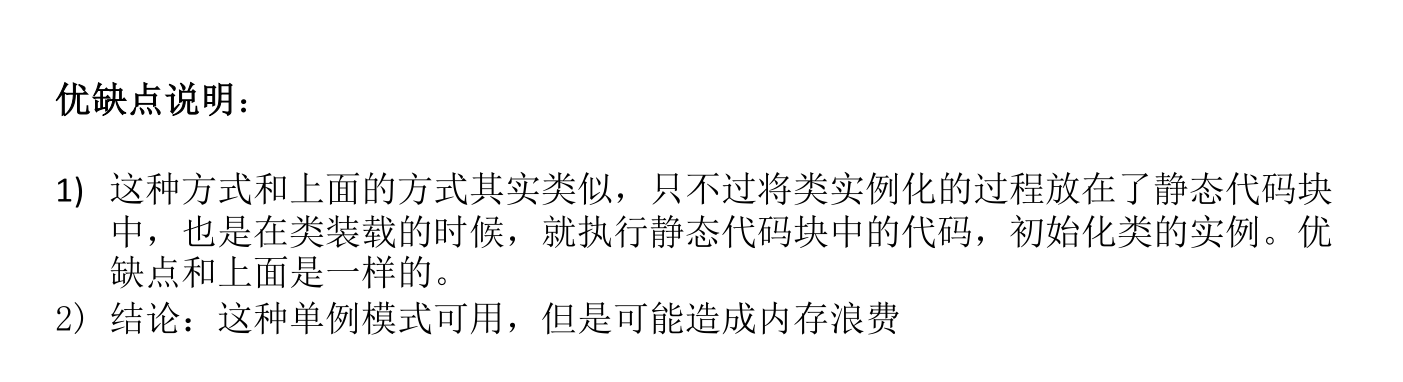 优缺点说明：
1) 这种方式和上面的方式其实类似，只不过将类实例化的过程放在了静态代码块
中，也是在类装载的时候，就执行静态代码块中的代码，初始化类的实例。优
缺点和上面是一样的。
2) 结论：这种单例模式可用，但是可能造成内存浪费